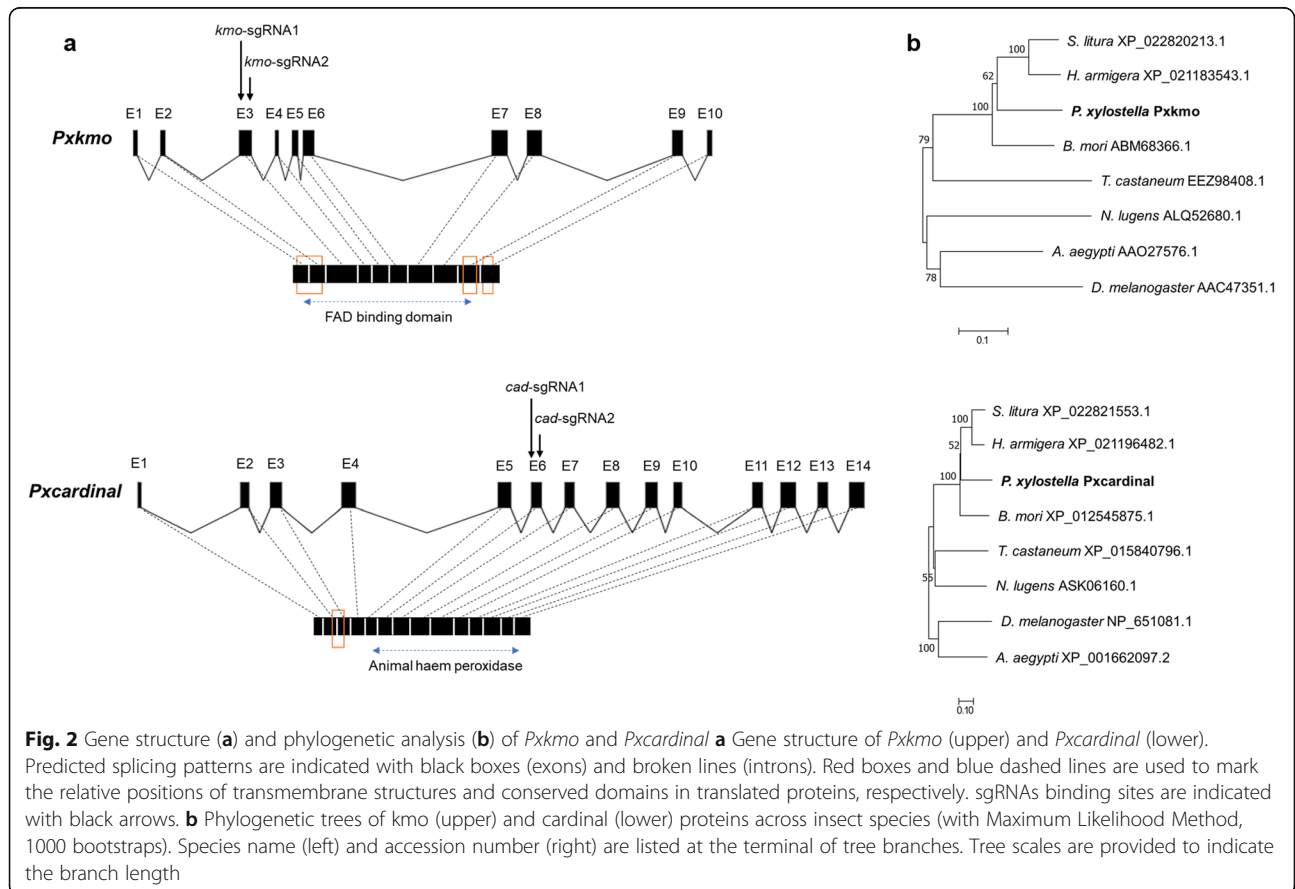 a
kmo-sgRNA1
kmo-sgRNA2
E1 E2 E3 E4 E5 E6 E7 E8 E9 E10
Pxkmo
FAD binding domain
cad-sgRNA1
cad-sgRNA2
E1 E2 E3 E4 E5 E6 E7 E8 E9 E10 E11 E12 E13 E14
Pxcardinal
Animal haem peroxidase
b
S. litura XP_022820213.1
100
H. armigera XP_021183543.1
62
P. xylostella Pxkmo
100
B. mori ABM68366.1
79
T. castaneum EEZ98408.1
N. lugens ALQ52680.1
A. aegypti AAO27576.1
78
D. melanogaster AAC47351.1
0.1
S. litura XP_022821553.1
100
H. armigera XP_021196482.1
52
P. xylostella Pxcardinal
100
B. mori XP_012545875.1
T. castaneum XP_015840796.1
55
N. lugens ASK06160.1
D. melanogaster NP_651081.1
100
A. aegypti XP_001662097.2
0.10
Fig. 2 Gene structure (a) and phylogenetic analysis (b) of Pxkmo and Pxcardinal a Gene structure of Pxkmo (upper) and Pxcardinal (lower).
Predicted splicing patterns are indicated with black boxes (exons) and broken lines (introns). Red boxes and blue dashed lines are used to mark
the relative positions of transmembrane structures and conserved domains in translated proteins, respectively. sgRNAs binding sites are indicated
with black arrows. b Phylogenetic trees of kmo (upper) and cardinal (lower) proteins across insect species (with Maximum Likelihood Method,
1000 bootstraps). Species name (left) and accession number (right) are listed at the terminal of tree branches. Tree scales are provided to indicate
the branch length